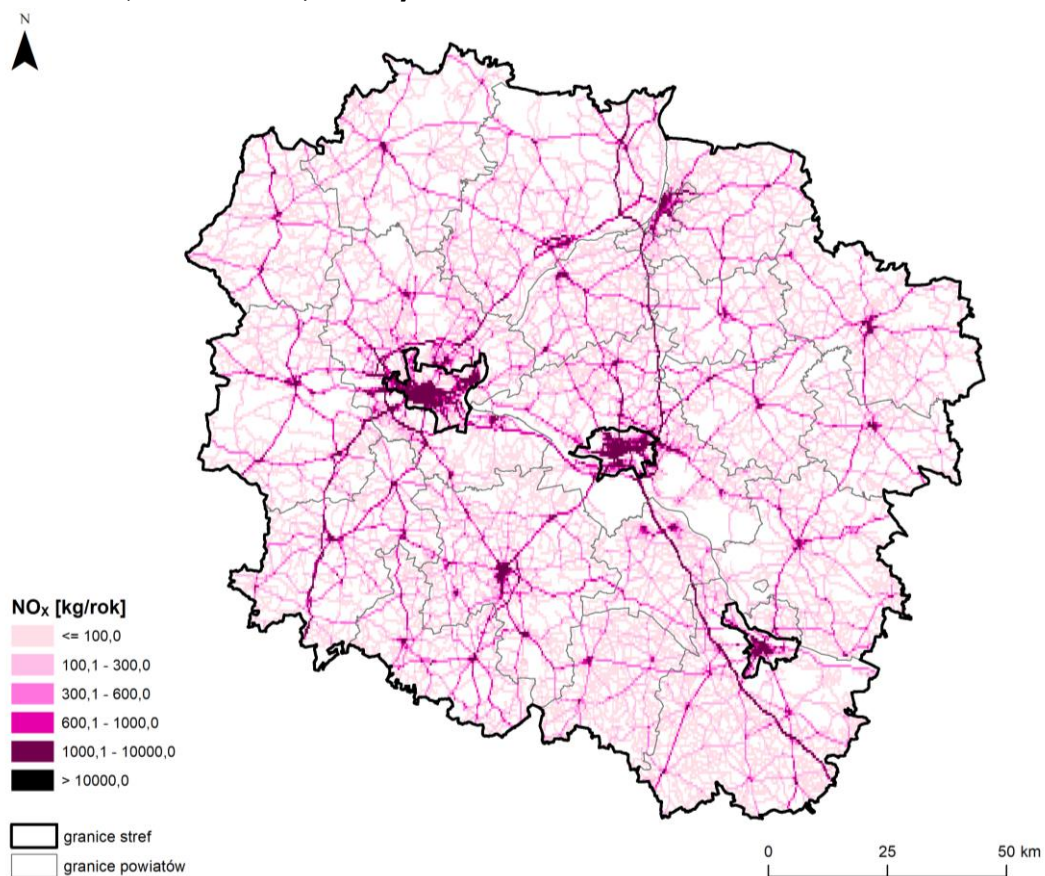 N
NOx [kg/rok]
<= 100,0
100,1 - 300,0
300,1 - 600,0
600,1 - 1000,0
1000,1 - 10000,0
> 10000,0
granice stref
granice powiatów
0 25 50 km